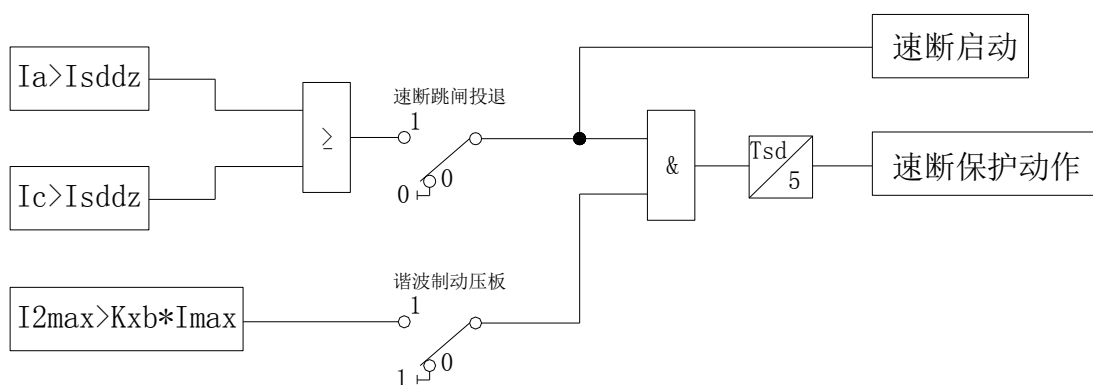 速断启动
Ia>Isddz
速断跳闸投退
1
≥
&
Tsd
5
速断保护动作
0
0
Ic>Isddz
谐波制动压板
1
I2max>Kxb*Imax
0
1